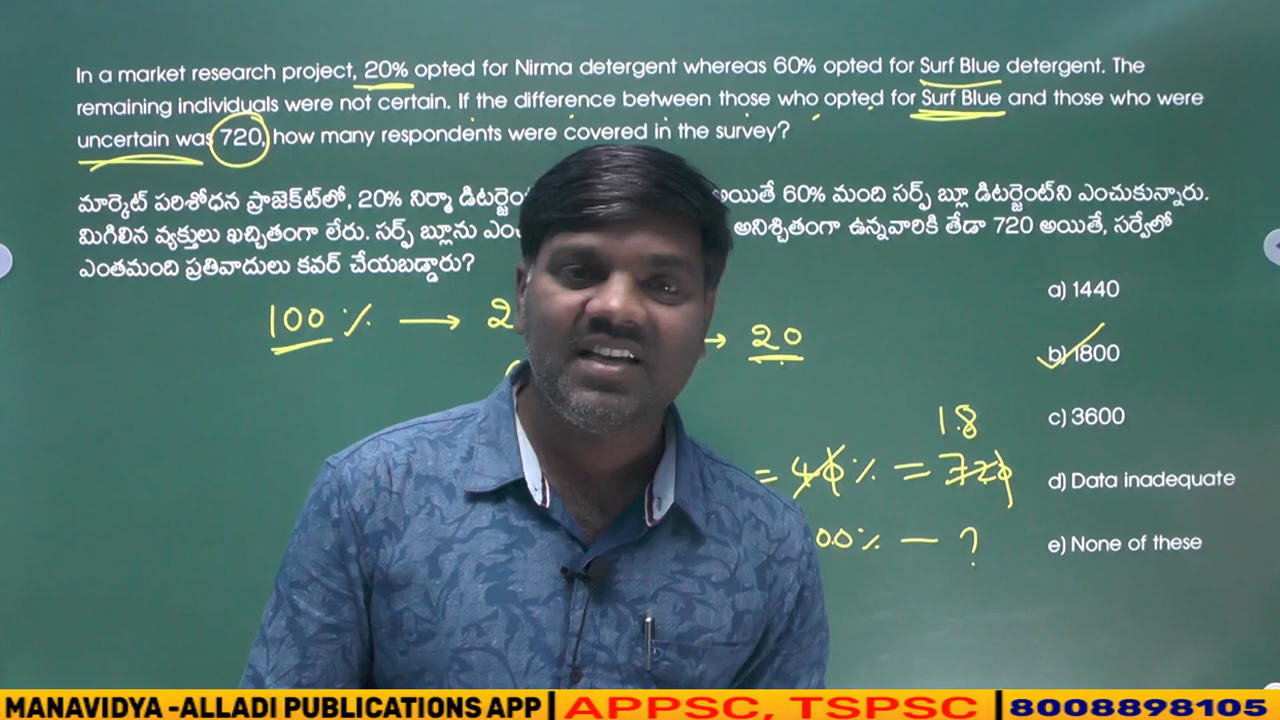 In a market research project, 20% opted for Nirma detergent whereas 60% opted for Surf Blue detergent. The
remaining individuals were not certain. If the difference between those who opted for Surf Blue and those who were
uncertain was 720, how many respondents were covered in the survey?
మార్కెట్ పరిశోధన ప్రాజెక్ట్‌లో, 20% నిర్మా డిటర్జెంట్ అయితే 60% మంది సర్ఫ్ బ్లూ డిటర్జెంట్‌ని ఎంచుకున్నారు.
మిగిలిన వ్యక్తులు ఖచ్చితంగా లేరు. సర్ఫ్ బ్లూను అనిశ్చితంగా ఉన్నవారికి తేడా 720 అయితే, సర్వేలో
ఎంతమంది ప్రతివాదులు కవర్ చేయబడ్డారు?
a) 1440
100 % → 2 → 20
b) 1800
c) 3600
1.8
= 40 % = 720
d) Data inadequate
00% — ?
e) None of these
MANAVIDYA -ALLADI PUBLICATIONS APP | APPSC, TSPSC | 8008898105